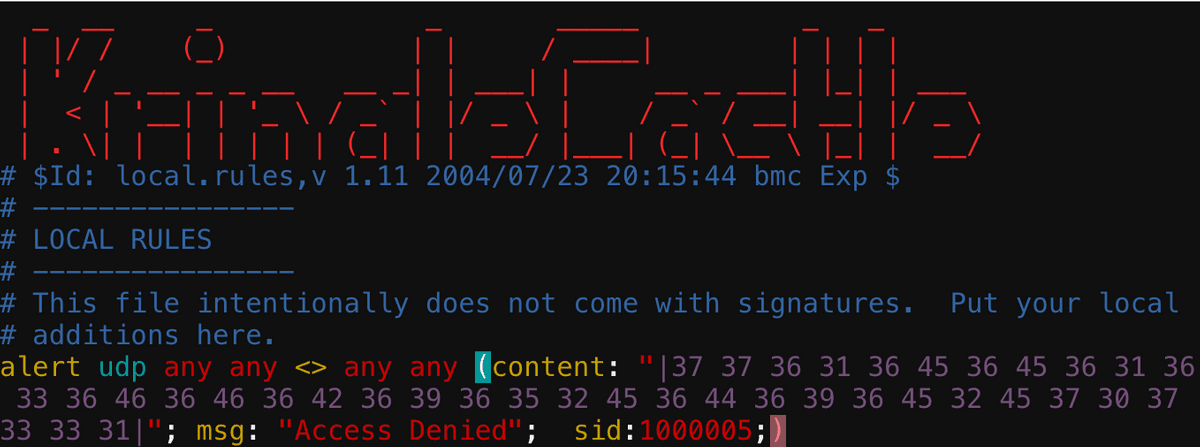 KringleCastle
# $Id: local.rules,v 1.11 2004/07/23 20:15:44 bmc Exp $
# ----------------
# LOCAL RULES
# ----------------
# This file intentionally does not come with signatures.  Put your local
# additions here.
alert udp any any <> any any (content: "|37 37 36 31 36 45 36 45 36 31 36
33 36 46 36 46 36 42 36 39 36 35 32 45 36 44 36 39 36 45 32 45 37 30 37
33 33 31|"; msg: "Access Denied";  sid:1000005;)